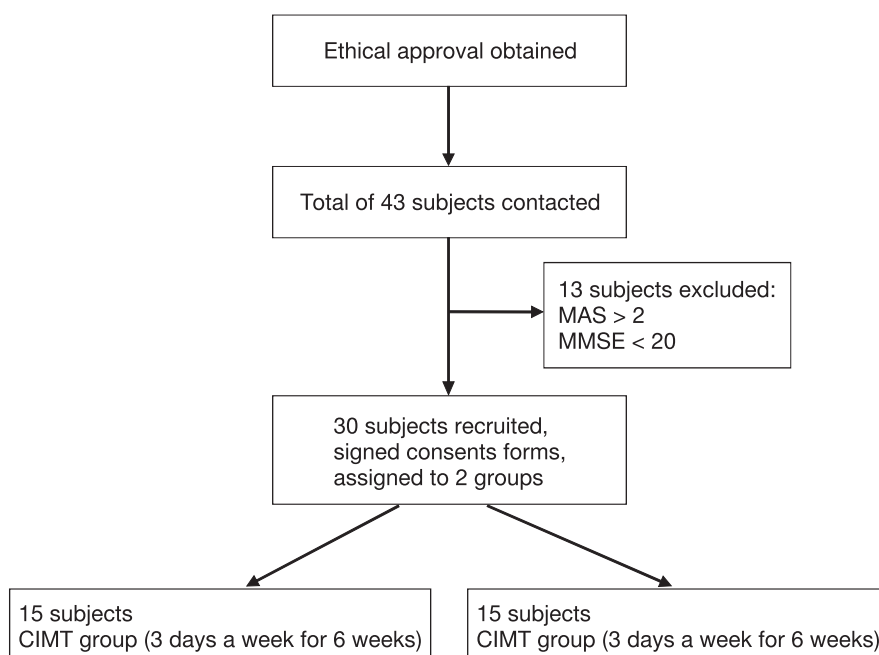 Ethical approval obtained
Total of 43 subjects contacted
13 subjects excluded:
MAS > 2
MMSE < 20
30 subjects recruited,
signed consents forms,
assigned to 2 groups
15 subjects
CIMT group (3 days a week for 6 weeks)
15 subjects
CIMT group (3 days a week for 6 weeks)